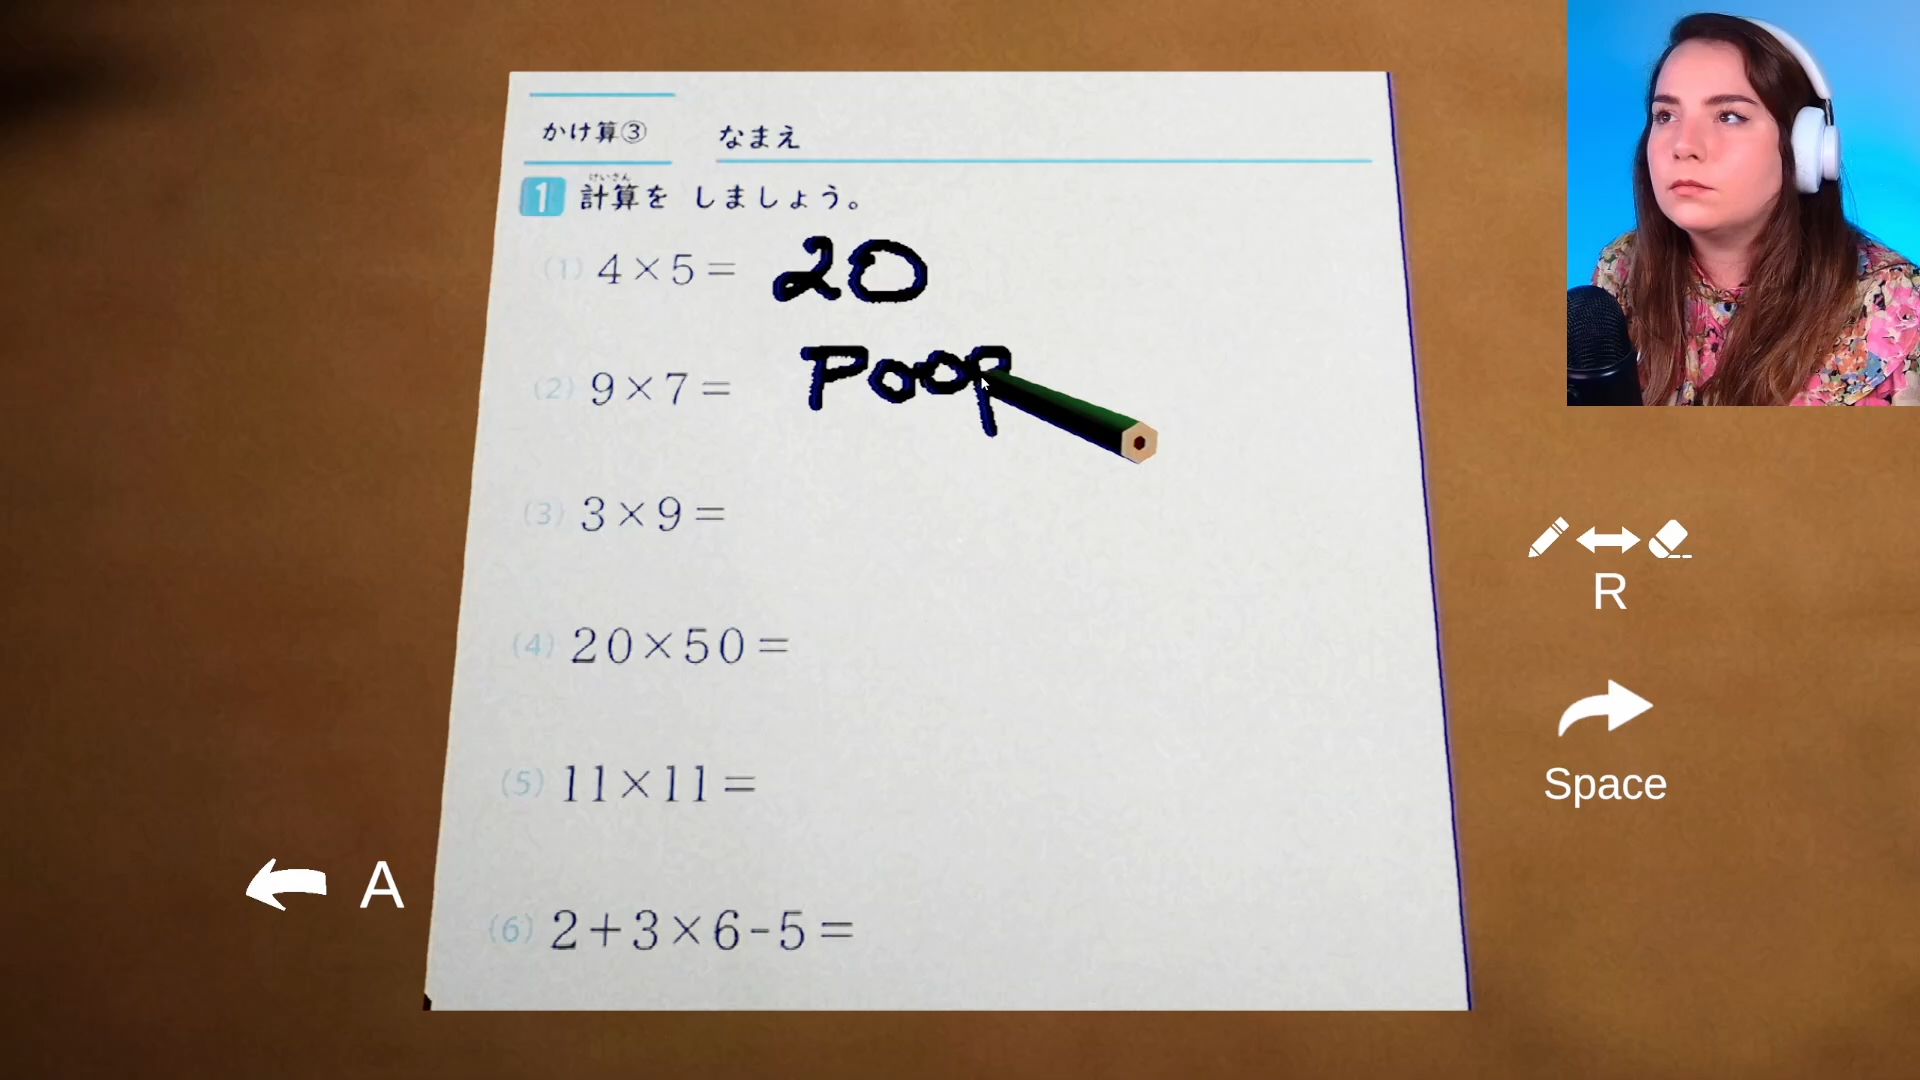 かけ算③
なまえ
けいさん
1 計算を しましょう。
(1) 4×5= 20
(2) 9×7= Poop
(3) 3×9=
(4) 20×50=
(5) 11×11=
(6) 2+3×6-5=
R
Space
A